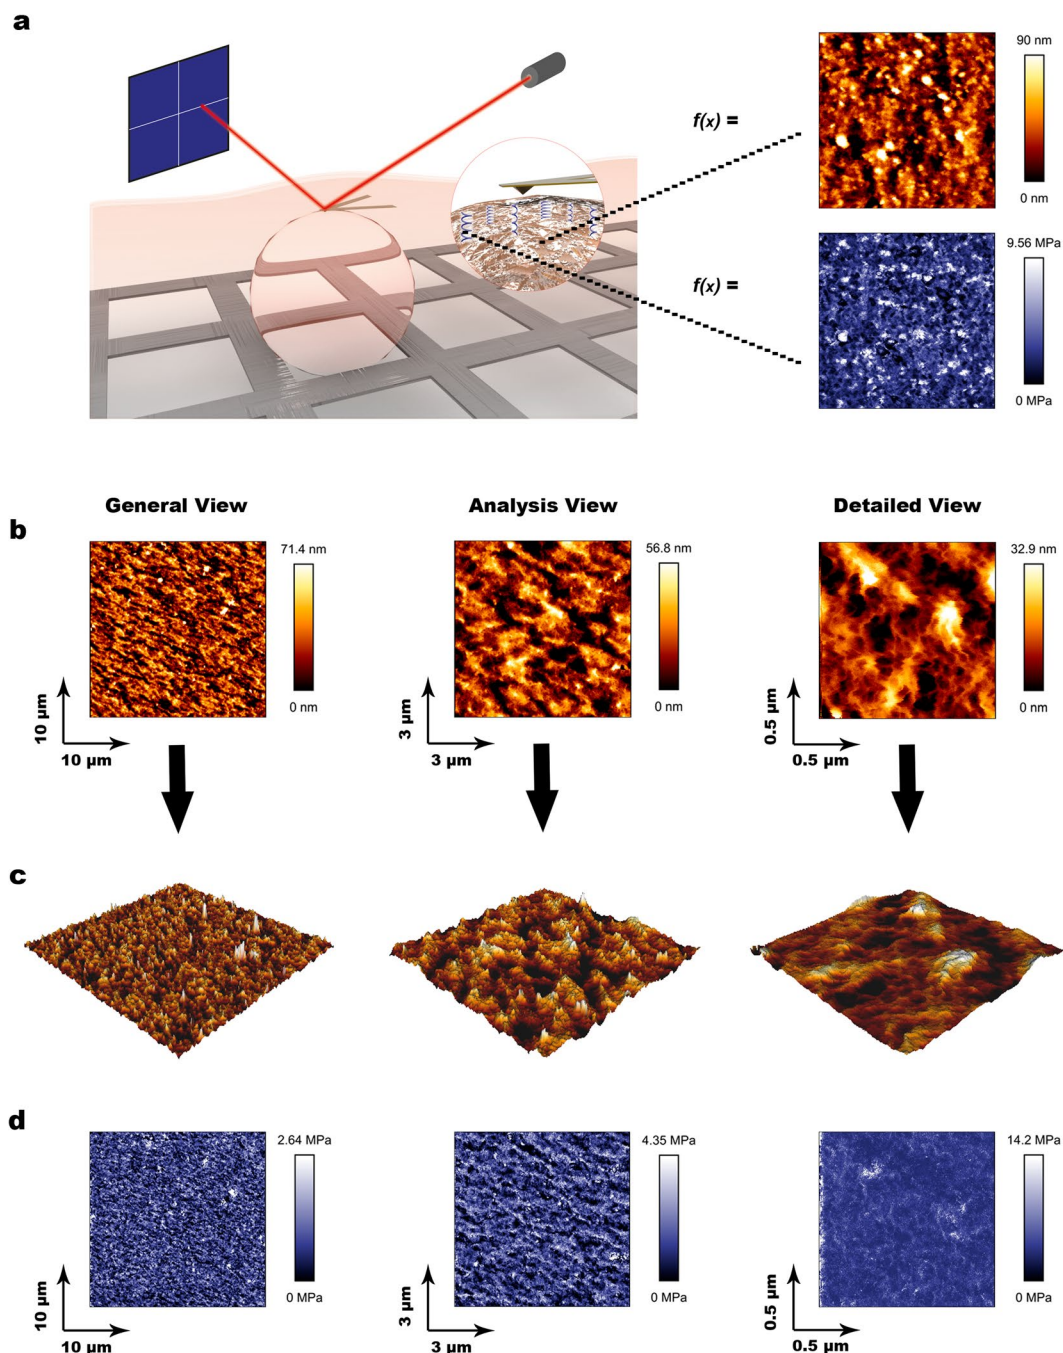 a
90 nm
f(x) =
0 nm
9.56 MPa
f(x) =
0 MPa
General View
Analysis View
Detailed View
b
71.4 nm
56.8 nm
32.9 nm
0 nm
0 nm
0 nm
10 µm
3 µm
0.5 µm
10 µm
3 µm
0.5 µm
c
d
2.64 MPa
4.35 MPa
14.2 MPa
0 MPa
0 MPa
0 MPa
10 µm
3 µm
0.5 µm
10 µm
3 µm
0.5 µm